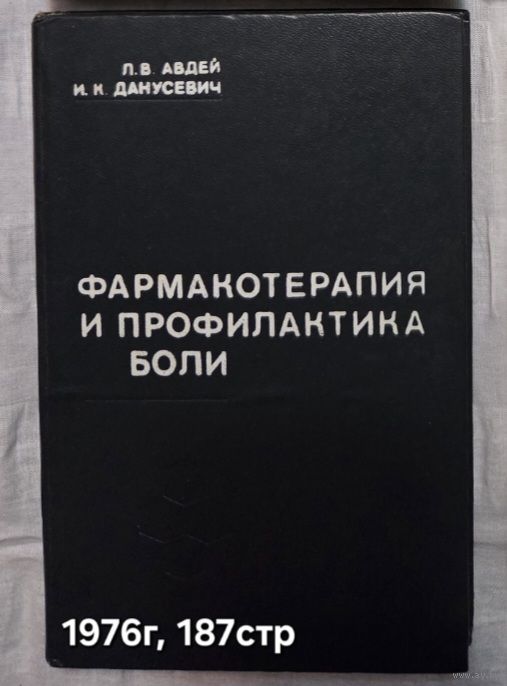 Л.В. АВДЕЙ
И.К. ДАНУСЕВИЧ
ФАРМАКОТЕРАПИЯ
И ПРОФИЛАКТИКА
БОЛИ
1976г, 187стр